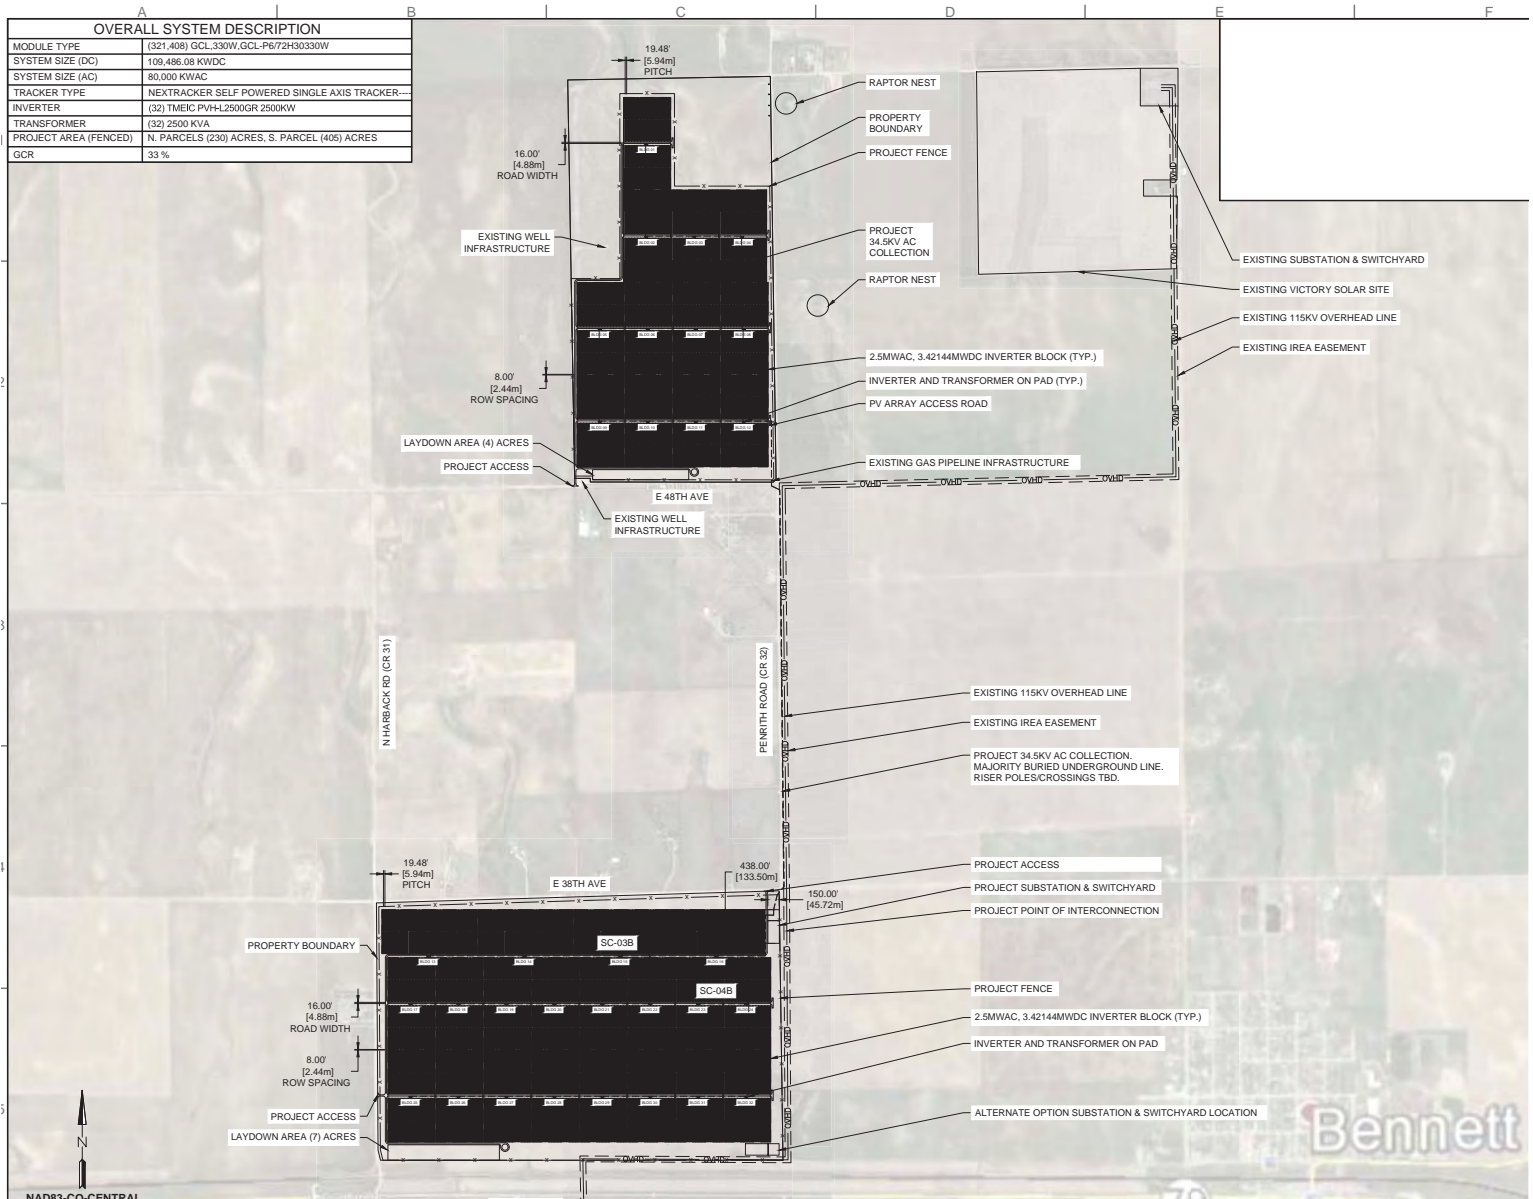 A B C D E F
OVERALL SYSTEM DESCRIPTION
MODULE TYPE (321,408) GCL,330W,GCL-P6/72H30330W
SYSTEM SIZE (DC) 109,486.08 KWDC
SYSTEM SIZE (AC) 80,000 KWAC
TRACKER TYPE NEXTRACKER SELF POWERED SINGLE AXIS TRACKER----
INVERTER (32) TMEIC PVH-L2500GR 2500KW
TRANSFORMER (32) 2500 KVA
PROJECT AREA (FENCED) N. PARCELS (230) ACRES, S. PARCEL (405) ACRES
GCR 33 %
19.48'
[5.94m]
PITCH
RAPTOR NEST
PROPERTY
BOUNDARY
PROJECT FENCE
16.00'
[4.88m]
ROAD WIDTH
EXISTING WELL
INFRASTRUCTURE
PROJECT
34.5KV AC
COLLECTION
RAPTOR NEST
EXISTING SUBSTATION & SWITCHYARD
EXISTING VICTORY SOLAR SITE
EXISTING 115KV OVERHEAD LINE
EXISTING IREA EASEMENT
2.5MWAC, 3.42144MWDC INVERTER BLOCK (TYP.)
INVERTER AND TRANSFORMER ON PAD (TYP.)
PV ARRAY ACCESS ROAD
8.00'
[2.44m]
ROW SPACING
LAYDOWN AREA (4) ACRES
PROJECT ACCESS
EXISTING GAS PIPELINE INFRASTRUCTURE
E 48TH AVE
EXISTING WELL
INFRASTRUCTURE
OVHD OVHD OVHD OVHD
N HARBACK RD (CR 31)
PENRITH ROAD (CR 32)
EXISTING 115KV OVERHEAD LINE
EXISTING IREA EASEMENT
PROJECT 34.5KV AC COLLECTION.
MAJORITY BURIED UNDERGROUND LINE.
RISER POLES/CROSSINGS TBD.
19.48'
[5.94m]
PITCH
E 38TH AVE
438.00'
[133.50m]
150.00'
[45.72m]
PROJECT ACCESS
PROJECT SUBSTATION & SWITCHYARD
PROJECT POINT OF INTERCONNECTION
PROPERTY BOUNDARY
SC-03B
SC-04B
PROJECT FENCE
16.00'
[4.88m]
ROAD WIDTH
2.5MWAC, 3.42144MWDC INVERTER BLOCK (TYP.)
INVERTER AND TRANSFORMER ON PAD
8.00'
[2.44m]
ROW SPACING
PROJECT ACCESS
LAYDOWN AREA (7) ACRES
ALTERNATE OPTION SUBSTATION & SWITCHYARD LOCATION
OVHD OVHD
Bennett
N
NAD83-CO-CENTRAL